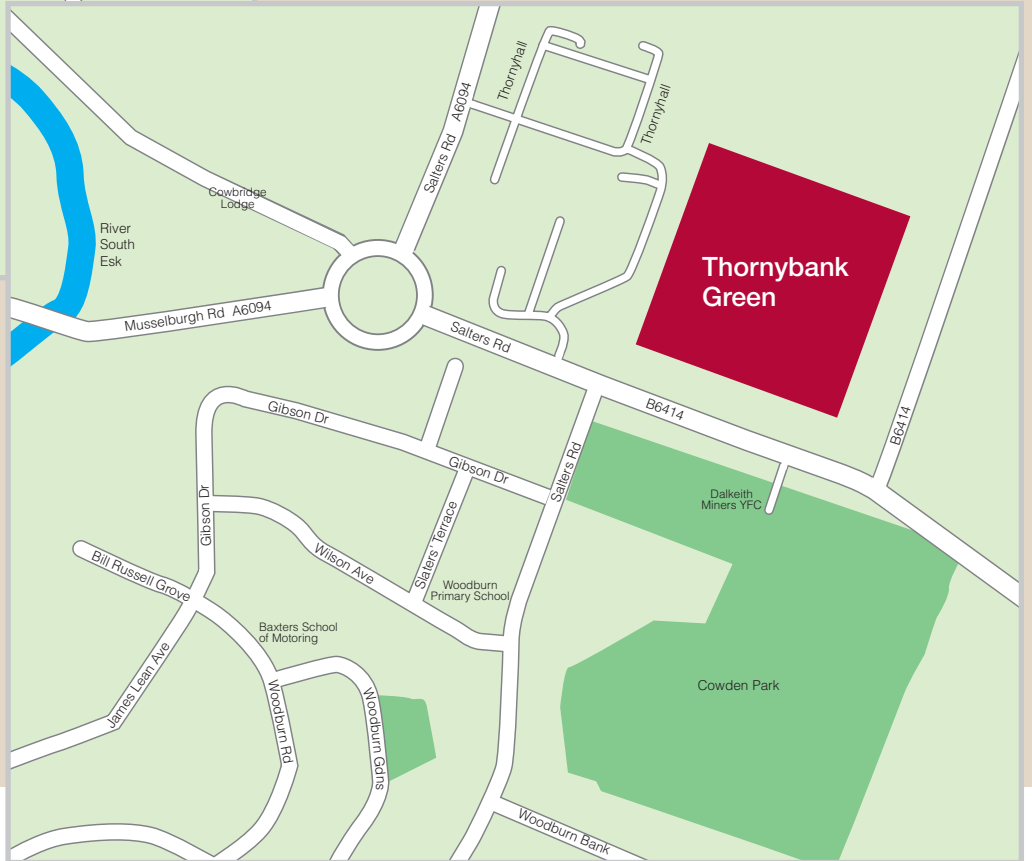 Thornyhall
A6094
Salters Rd
Thornyhall
Cowbridge
Lodge
River
South
Esk
Thornybank
Green
Musselburgh Rd A6094
Salters Rd
B6414
B6414
Gibson Dr
Gibson Dr
Salters Rd
Gibson Dr
Dalkeith
Miners YFC
Slaters' Terrace
Wilson Ave
Bill Russell Grove
Woodburn
Primary School
Baxters School
of Motoring
James Lean Ave
Woodburn Rd
Woodburn Gdns
Cowden Park
Woodburn Bank